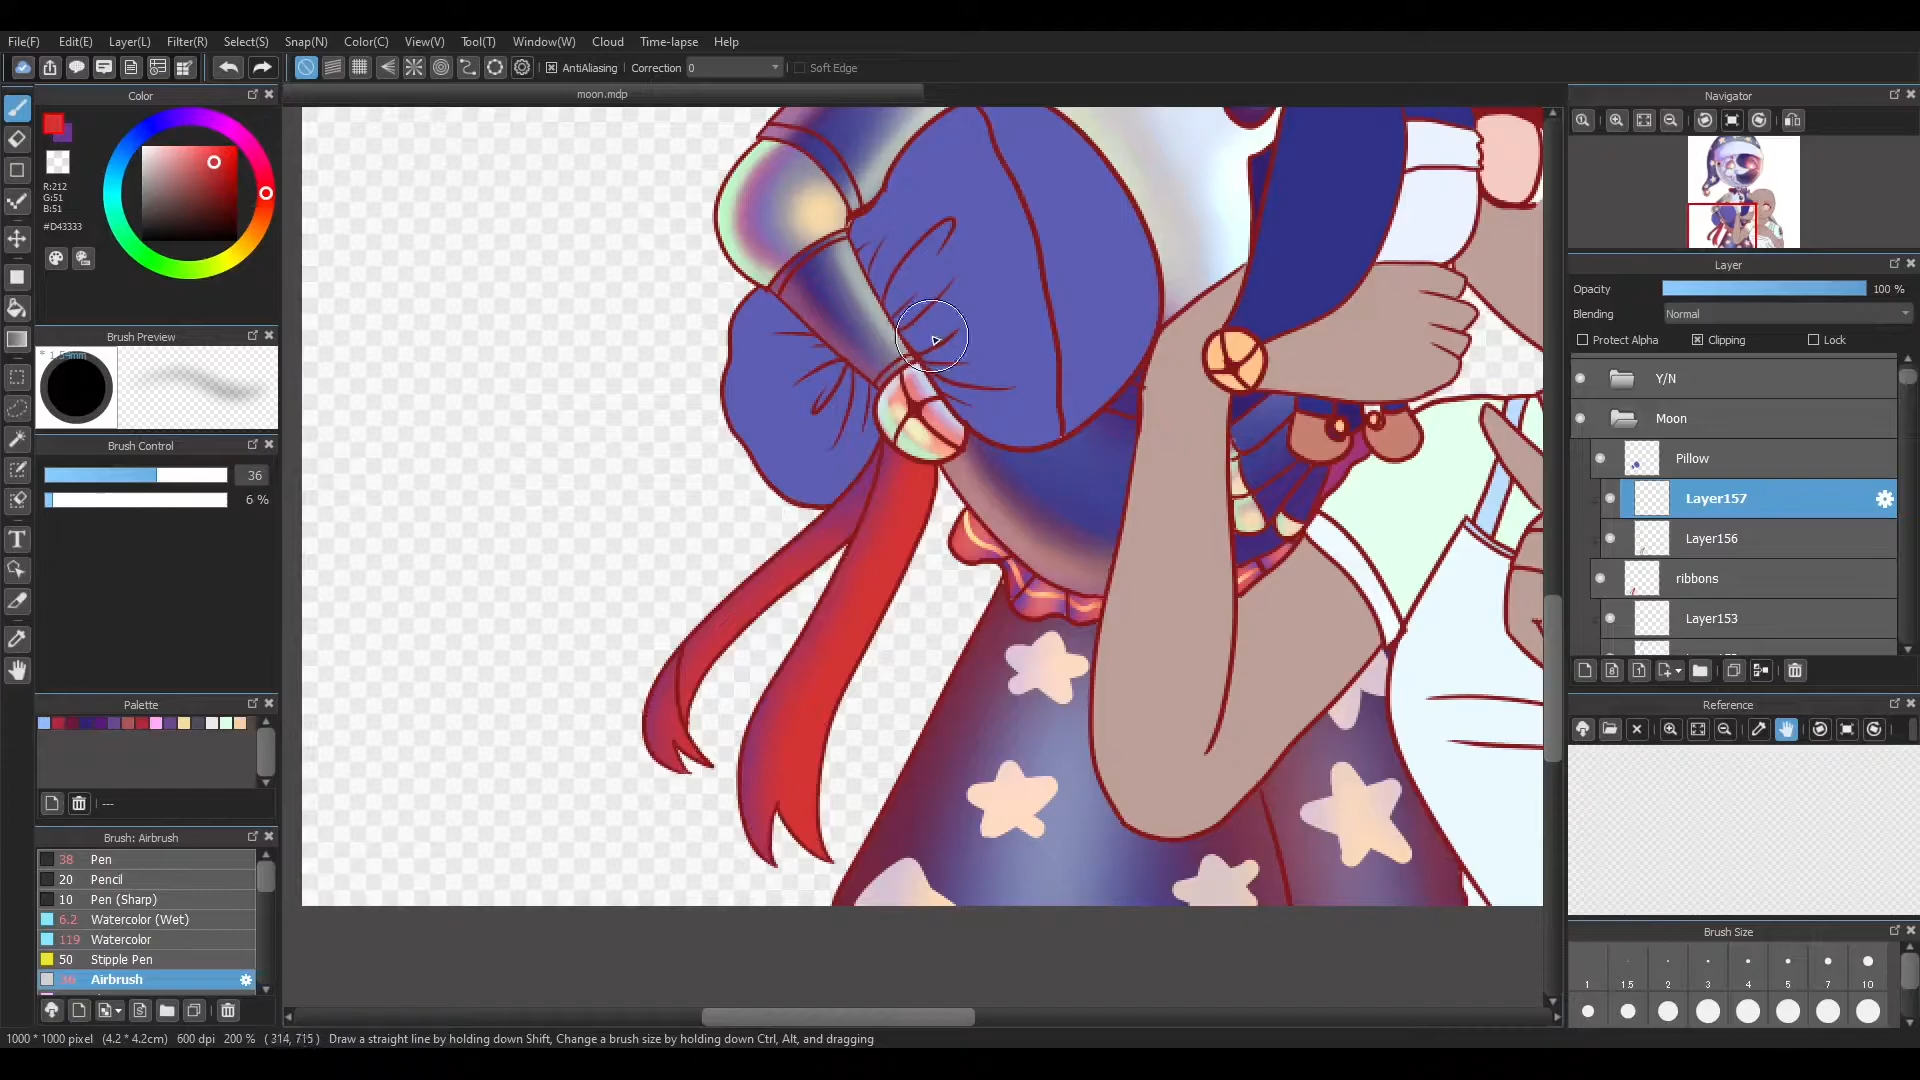 File(F) Edit(E) Layer(L) Filter(R) Select(S) Snap(N) Color(C) View(V) Tool(T) Window(W) Cloud Time-lapse Help
AntiAliasing Correction 0 Soft Edge
Color
moon.mdp
Navigator
R:212
G:51
B:51
#D43333
Layer
Opacity 100 %
Blending Normal
Protect Alpha Clipping Lock
Brush Preview
* 1.54mm
Y/N
Moon
Pillow
Layer157
Layer156
ribbons
Layer153
Brush Control
36
6 %
Palette
---
Reference
Brush: Airbrush
38 Pen
20 Pencil
10 Pen (Sharp)
6.2 Watercolor (Wet)
119 Watercolor
50 Stipple Pen
36 Airbrush
Brush Size
1 1.5 2 3 4 5 7 10
1000 * 1000 pixel (4.2 * 4.2cm) 600 dpi 200 % ( 314, 715 ) Draw a straight line by holding down Shift, Change a brush size by holding down Ctrl, Alt, and dragging